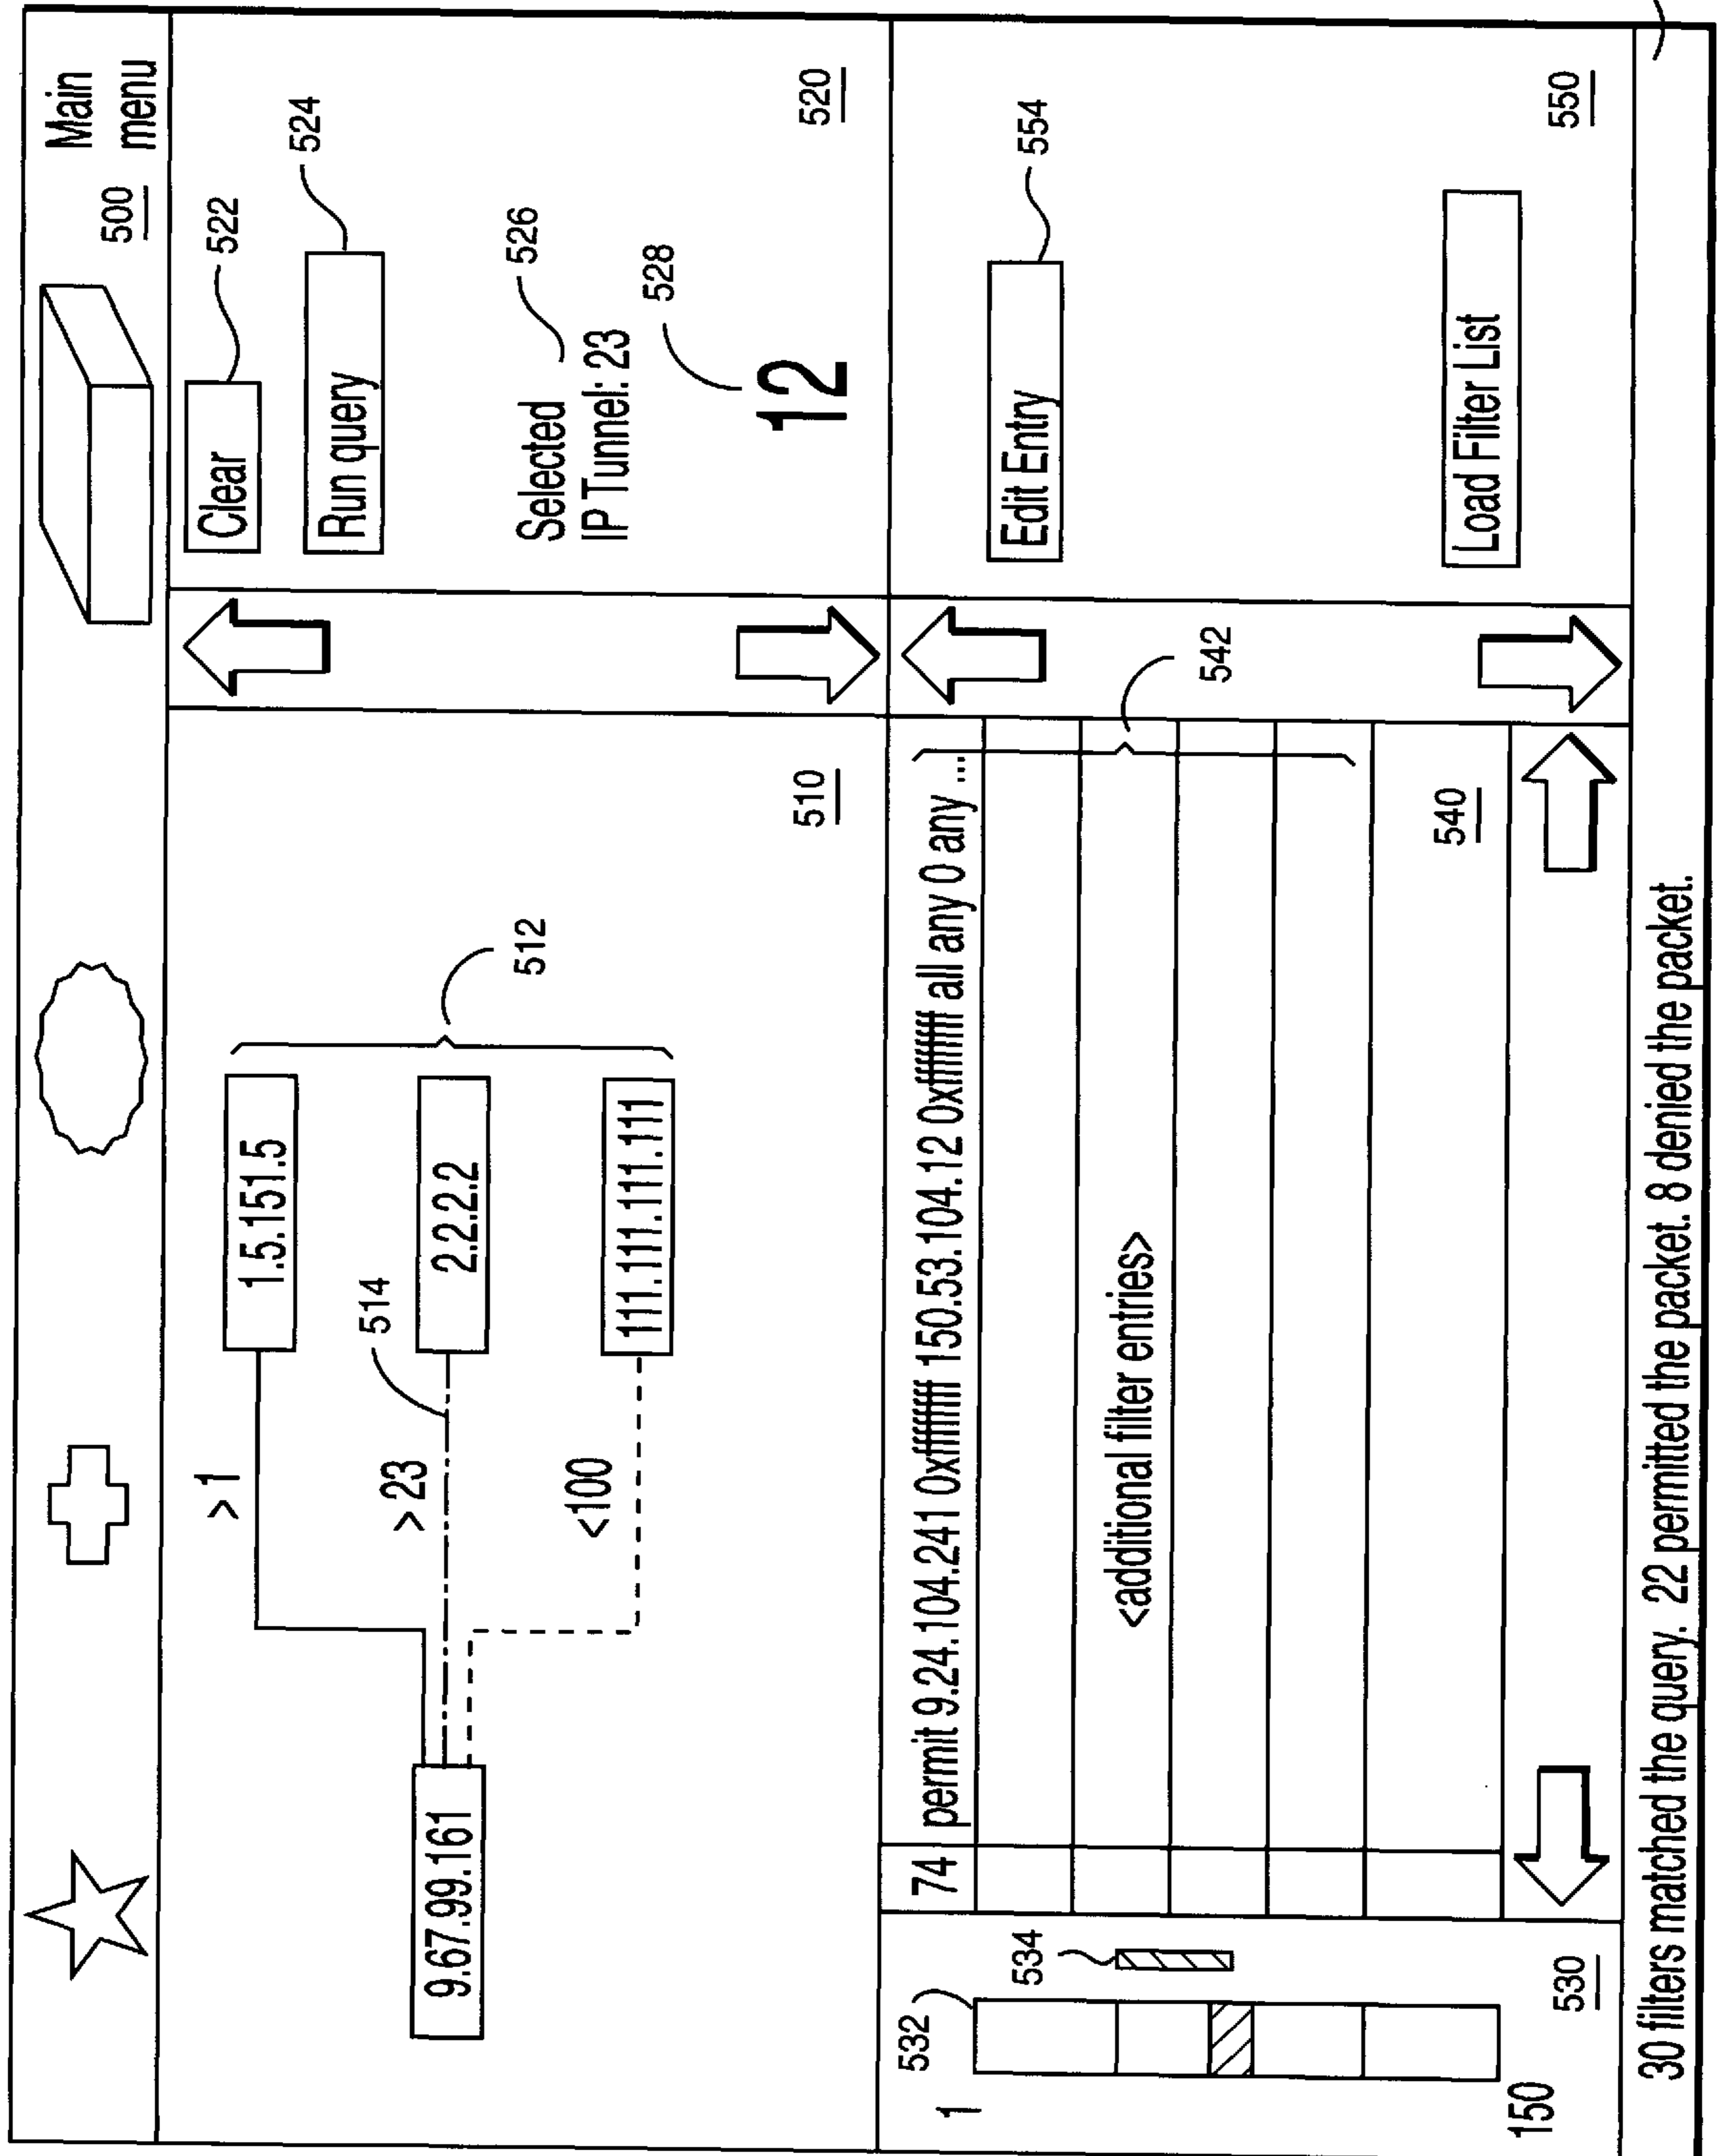 Main
menu
500
Clear
522
Run query
524
Selected
IP Tunnel: 23
526
528
12
520
9.67.99.161
>1
1.5.151.5
>23
514
2.2.2.2
<100
111.111.111.111
512
510
532
534
1
150
530
74 permit 9.24.104.241 0xffffffff 150.53.104.12 0xffffffff all any 0 any ...
<additional filter entries>
542
540
Edit Entry
554
Load Filter List
550
30 filters matched the query. 22 permitted the packet. 8 denied the packet.